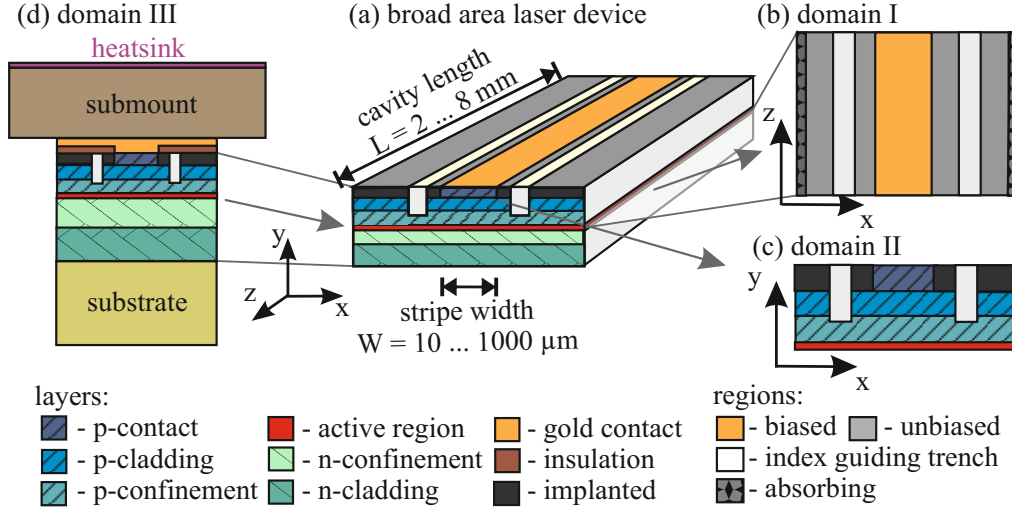 (d) domain III
(a) broad area laser device
(b) domain I
heatsink
submount
substrate
cavity length
L = 2 ... 8 mm
y
z
x
stripe width
W = 10 ... 1000 µm
z
x
(c) domain II
y
x
layers:
- p-contact
- p-cladding
- p-confinement
- active region
- n-confinement
- n-cladding
- gold contact
- insulation
- implanted
regions:
- biased
- unbiased
- index guiding trench
- absorbing